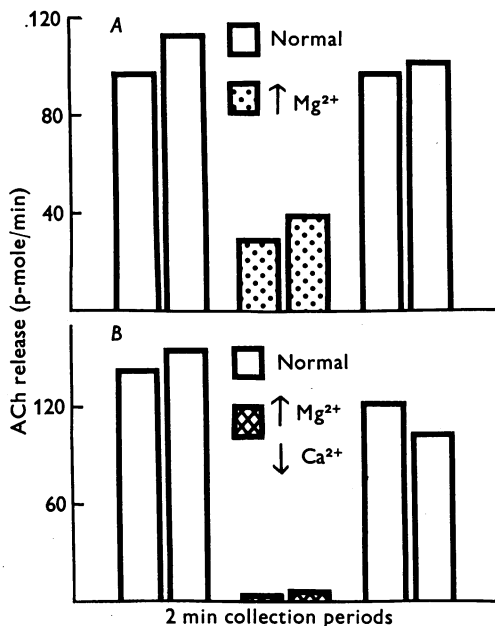 ACh release (p-mole/min)
A
.120
80
40
Normal
↑ Mg²⁺
B
120
60
Normal
↑ Mg²⁺
↓ Ca²⁺
2 min collection periods